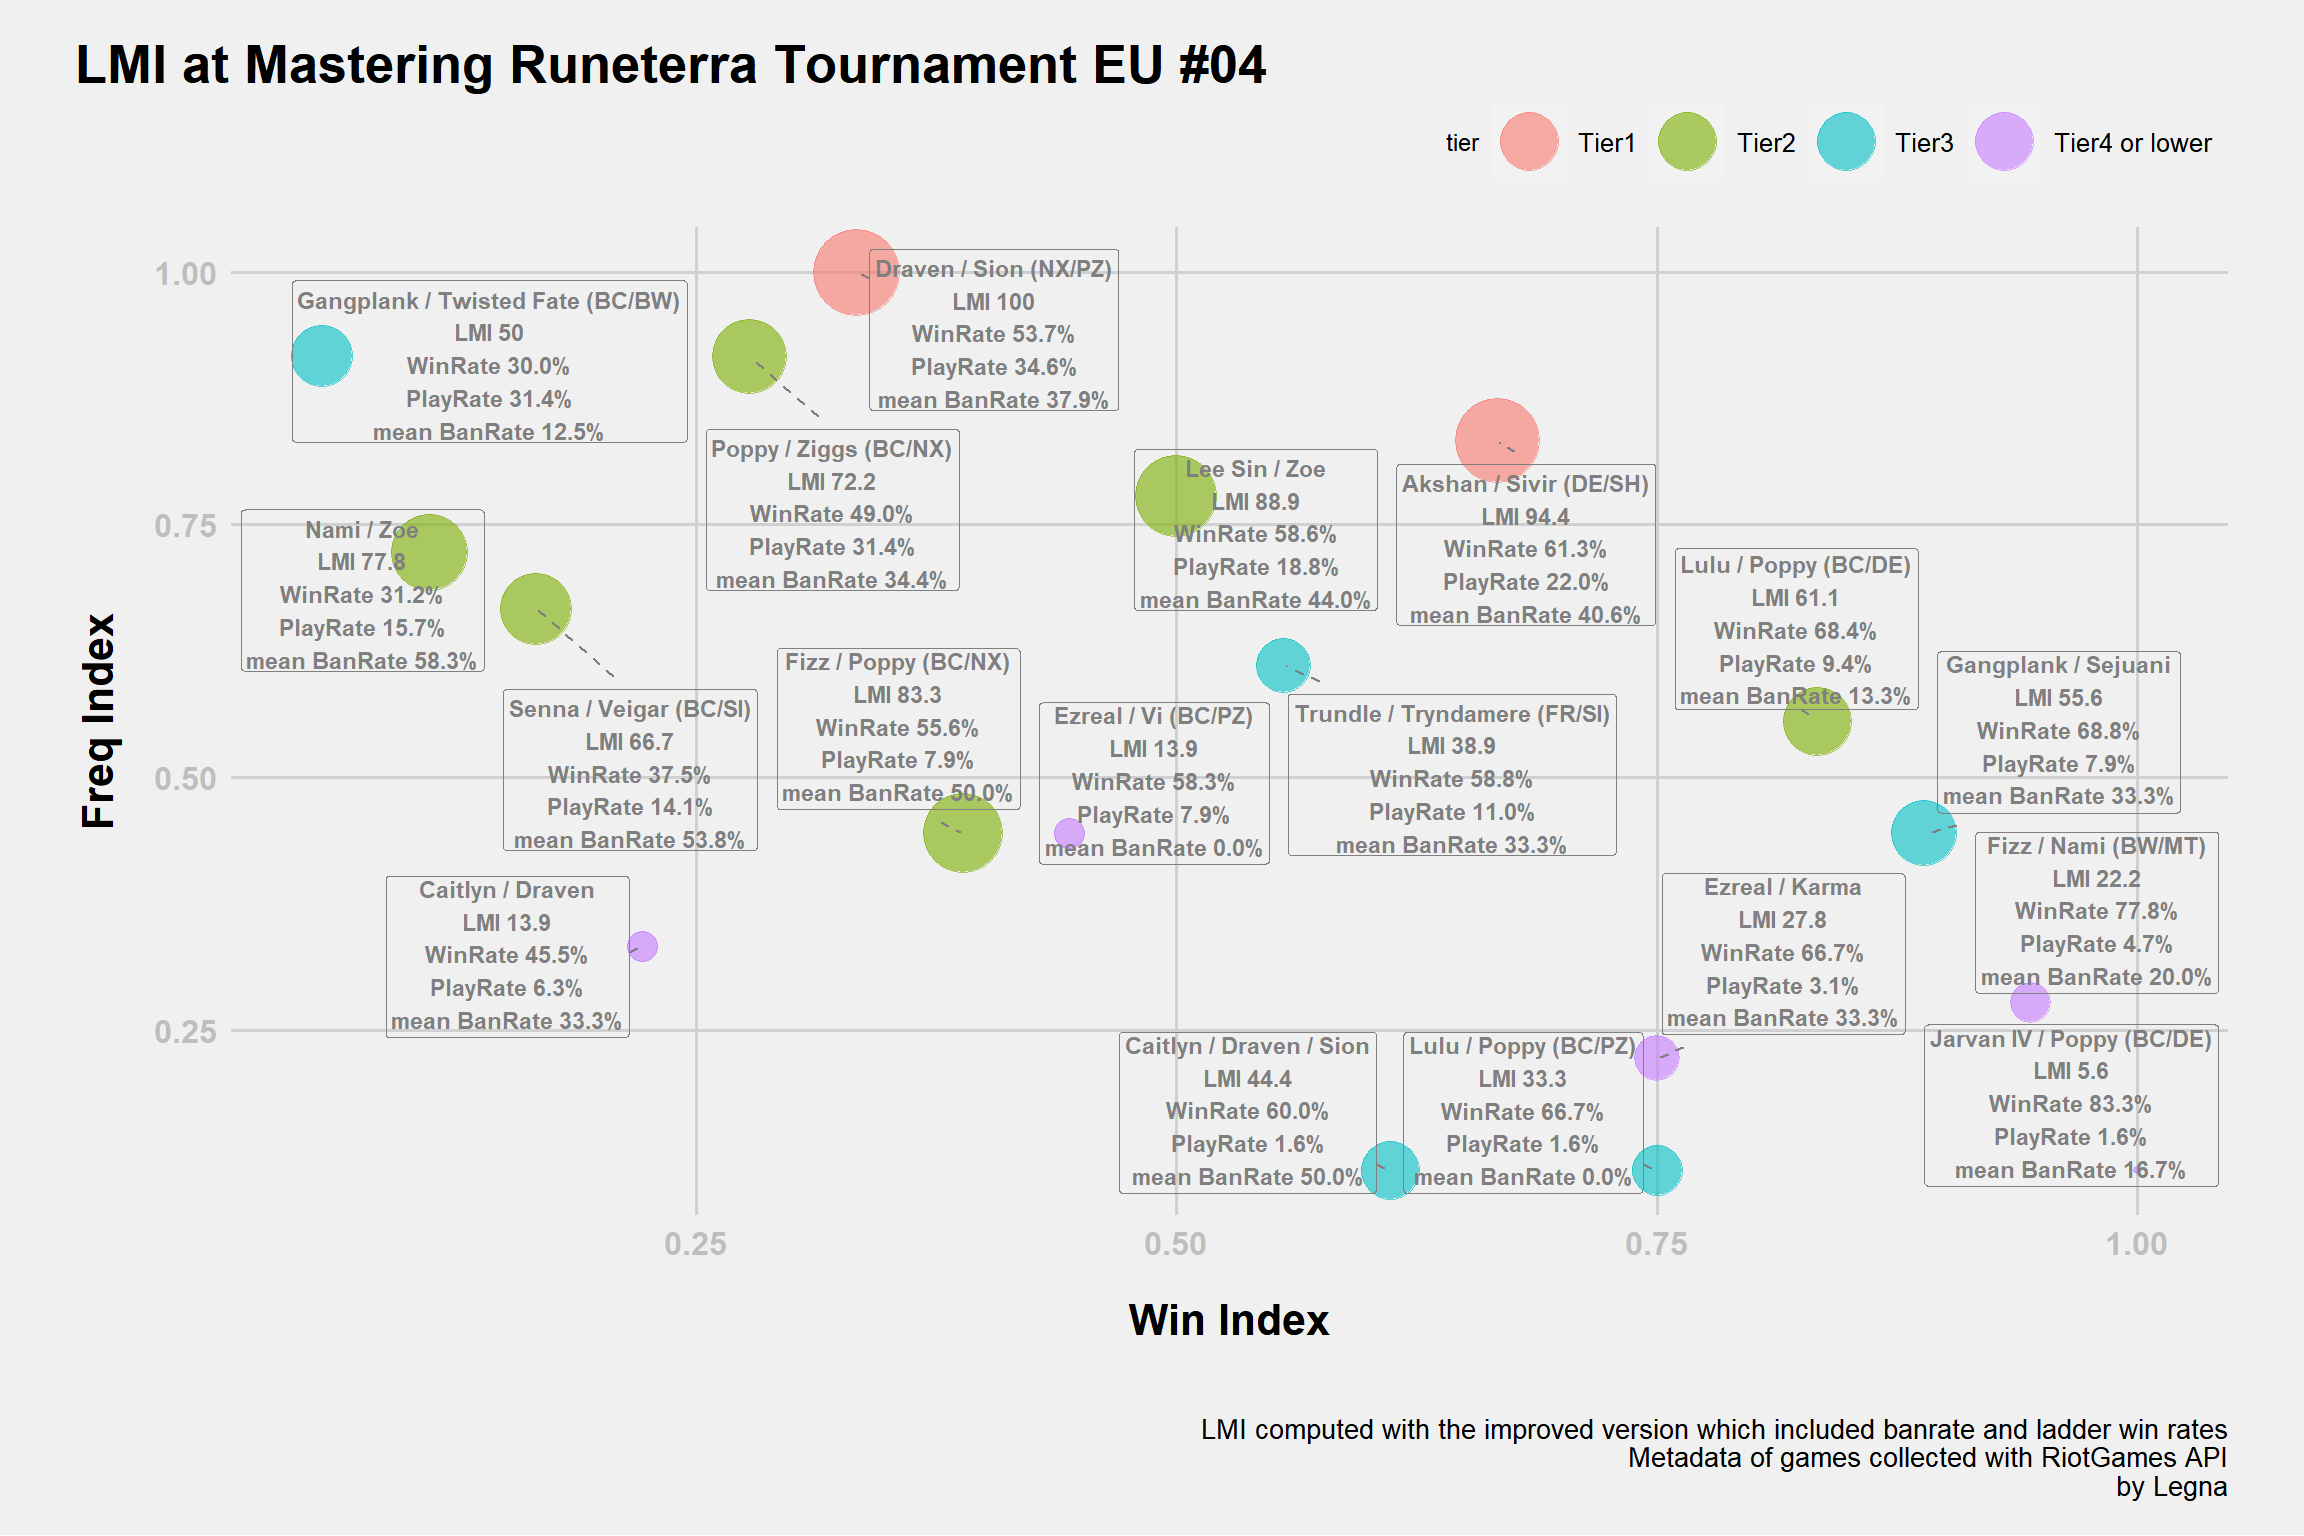 LMI at Mastering Runeterra Tournament EU #04
tier Tier1 Tier2 Tier3 Tier4 or lower
Freq Index
1.00
0.75
0.50
0.25
Draven / Sion (NX/PZ)
LMI 100
WinRate 53.7%
PlayRate 34.6%
mean BanRate 37.9%
Gangplank / Twisted Fate (BC/BW)
LMI 50
WinRate 30.0%
PlayRate 31.4%
mean BanRate 12.5%
Poppy / Ziggs (BC/NX)
LMI 72.2
WinRate 49.0%
PlayRate 31.4%
mean BanRate 34.4%
Lee Sin / Zoe
LMI 88.9
WinRate 58.6%
PlayRate 18.8%
mean BanRate 44.0%
Akshan / Sivir (DE/SH)
LMI 94.4
WinRate 61.3%
PlayRate 22.0%
mean BanRate 40.6%
Nami / Zoe
LMI 77.8
WinRate 31.2%
PlayRate 15.7%
mean BanRate 58.3%
Lulu / Poppy (BC/DE)
LMI 61.1
WinRate 68.4%
PlayRate 9.4%
mean BanRate 13.3%
Fizz / Poppy (BC/NX)
LMI 83.3
WinRate 55.6%
PlayRate 7.9%
mean BanRate 50.0%
Gangplank / Sejuani
LMI 55.6
WinRate 68.8%
PlayRate 7.9%
mean BanRate 33.3%
Senna / Veigar (BC/SI)
LMI 66.7
WinRate 37.5%
PlayRate 14.1%
mean BanRate 53.8%
Ezreal / Vi (BC/PZ)
LMI 13.9
WinRate 58.3%
PlayRate 7.9%
mean BanRate 0.0%
Trundle / Tryndamere (FR/SI)
LMI 38.9
WinRate 58.8%
PlayRate 11.0%
mean BanRate 33.3%
Fizz / Nami (BW/MT)
LMI 22.2
WinRate 77.8%
PlayRate 4.7%
mean BanRate 20.0%
Caitlyn / Draven
LMI 13.9
WinRate 45.5%
PlayRate 6.3%
mean BanRate 33.3%
Ezreal / Karma
LMI 27.8
WinRate 66.7%
PlayRate 3.1%
mean BanRate 33.3%
Caitlyn / Draven / Sion
LMI 44.4
WinRate 60.0%
PlayRate 1.6%
mean BanRate 50.0%
Lulu / Poppy (BC/PZ)
LMI 33.3
WinRate 66.7%
PlayRate 1.6%
mean BanRate 0.0%
Jarvan IV / Poppy (BC/DE)
LMI 5.6
WinRate 83.3%
PlayRate 1.6%
mean BanRate 16.7%
0.25 0.50 0.75 1.00
Win Index
LMI computed with the improved version which included banrate and ladder win rates
Metadata of games collected with RiotGames API
by Legna